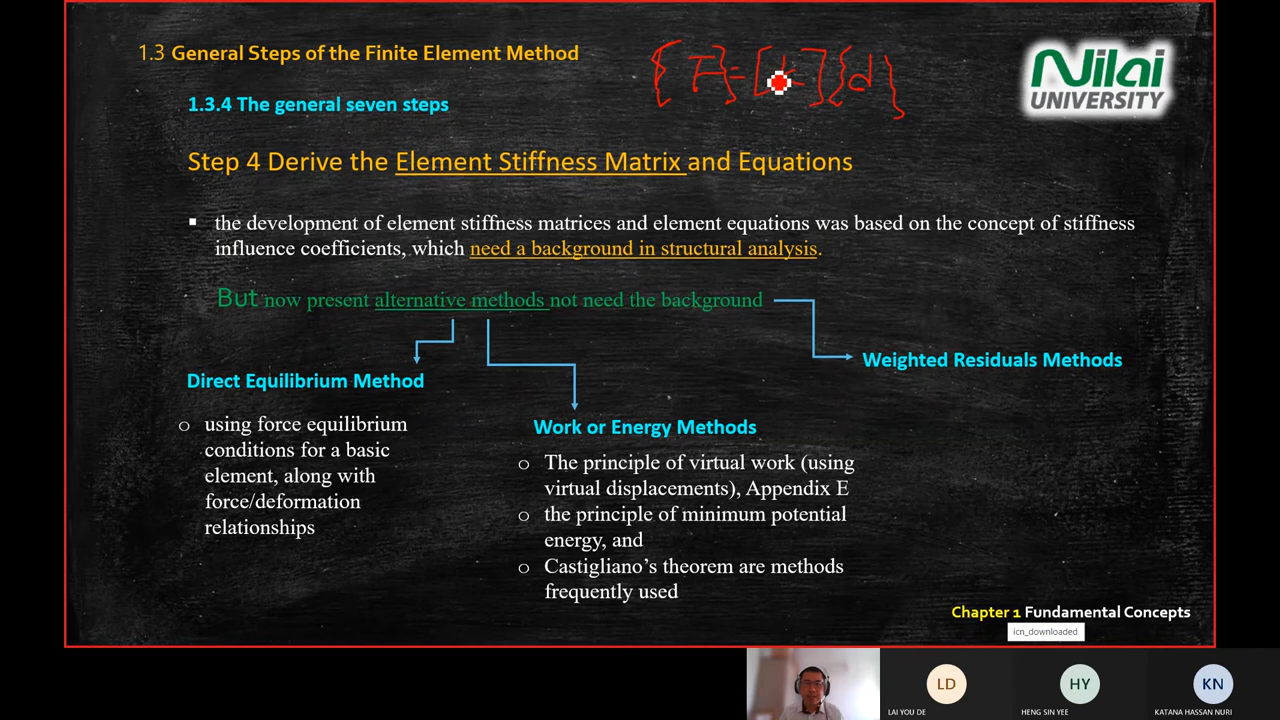 1.3 General Steps of the Finite Element Method
{F}=[k]{d}
Nilai
UNIVERSITY
1.3.4 The general seven steps
Step 4 Derive the Element Stiffness Matrix and Equations
▪ the development of element stiffness matrices and element equations was based on the concept of stiffness
influence coefficients, which need a background in structural analysis.
But now present alternative methods not need the background
Weighted Residuals Methods
Direct Equilibrium Method
o using force equilibrium
conditions for a basic
element, along with
force/deformation
relationships
Work or Energy Methods
o The principle of virtual work (using
virtual displacements), Appendix E
o the principle of minimum potential
energy, and
o Castigliano’s theorem are methods
frequently used
Chapter 1 Fundamental Concepts
icn_downloaded
LD
HY
KN
LAI YOU DE
HENG SIN YEE
KATANA HASSAN NURI